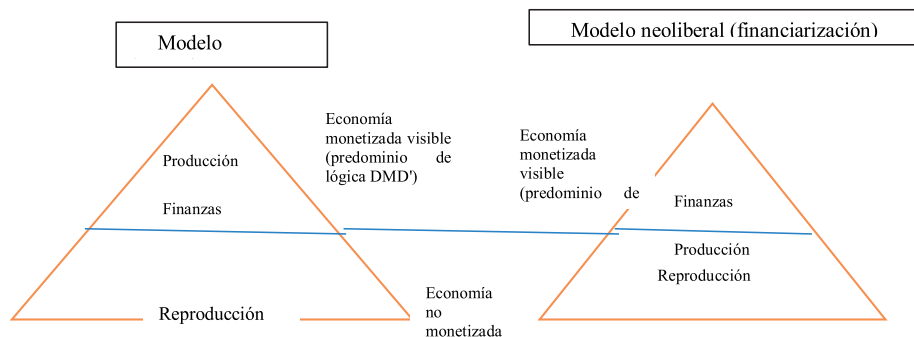 Modelo
Modelo neoliberal (financiarización)
Producción
Finanzas
Reproducción
Economía
monetizada visible
(predominio de
lógica DMD')
Economía
no
monetizada
Economía
monetizada
visible
(predominio de
Finanzas
Producción
Reproducción